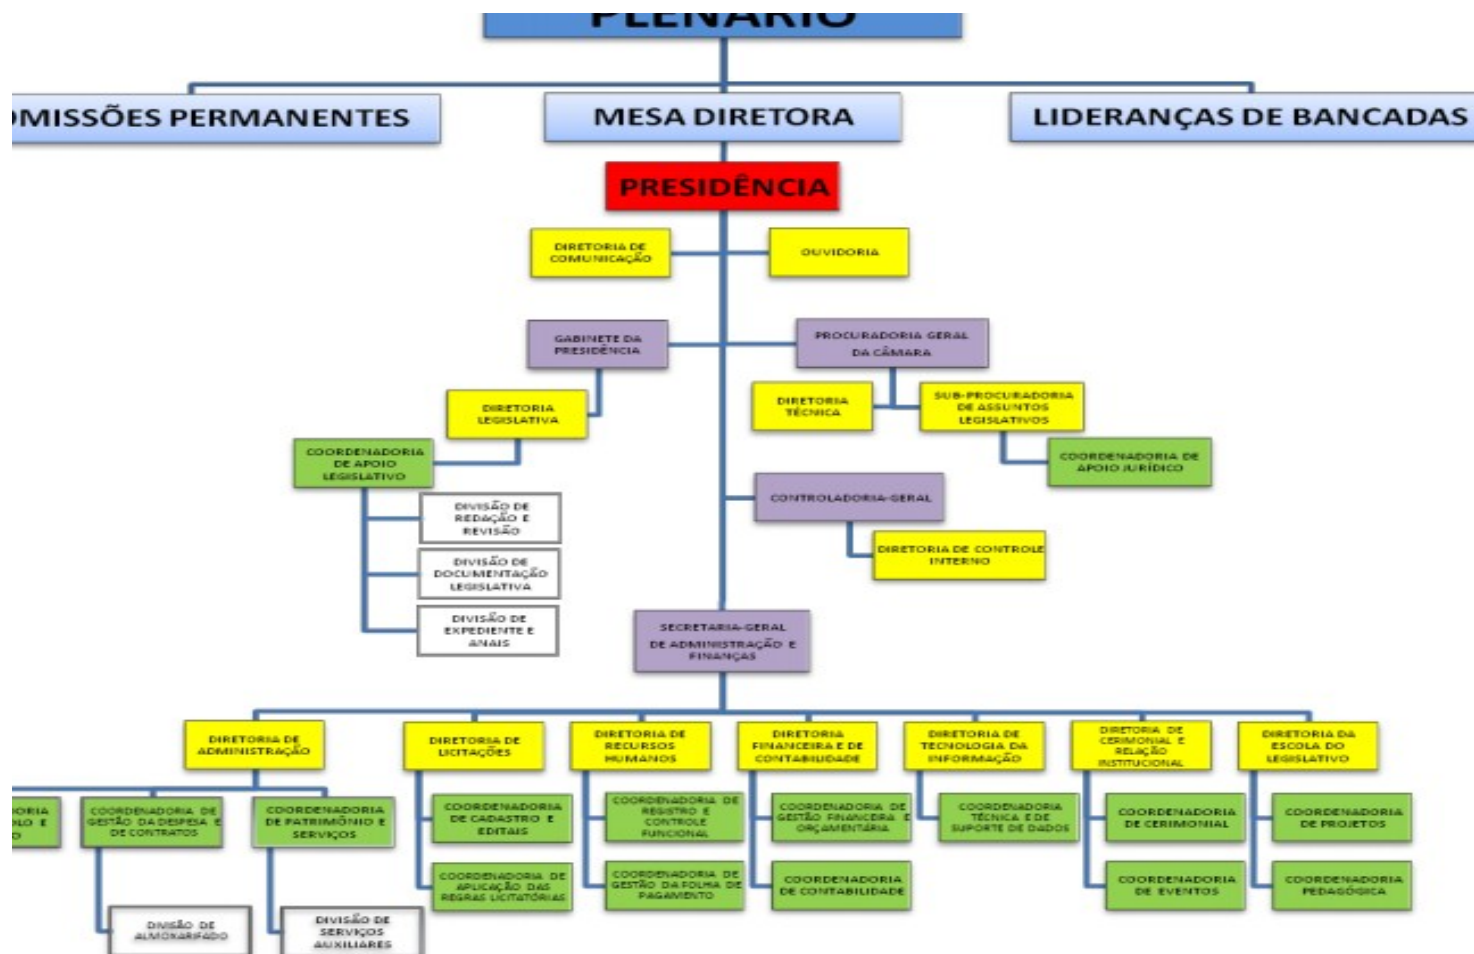 PLENÁRIO
OMISSÕES PERMANENTES
MESA DIRETORA
LIDERANÇAS DE BANCADAS
PRESIDÊNCIA
DIRETORIA DE
COMUNICAÇÃO
OUVIDORIA
GABINETE DA
PRESIDÊNCIA
PROCURADORIA GERAL
DA CÂMARA
DIRETORIA
LEGISLATIVA
DIRETORIA
TÉCNICA
SUB-PROCURADORIA
DE ASSUNTOS
LEGISLATIVOS
COORDENADORIA
DE APOIO
LEGISLATIVO
COORDENADORIA DE
APOIO JURÍDICO
DIVISÃO DE
REDAÇÃO E
REVISÃO
CONTROLADORIA-GERAL
DIVISÃO DE
DOCUMENTAÇÃO
LEGISLATIVA
DIRETORIA DE CONTROLE
INTERNO
DIVISÃO DE
EXPEDIENTE E
ANAIS
SECRETARIA-GERAL
DE ADMINISTRAÇÃO E
FINANÇAS
DIRETORIA DE
ADMINISTRAÇÃO
DIRETORIA DE
LICITAÇÕES
DIRETORIA DE
RECURSOS
HUMANOS
DIRETORIA
FINANCEIRA E DE
CONTABILIDADE
DIRETORIA DE
TECNOLOGIA DA
INFORMAÇÃO
DIRETORIA DE
CERIMONIAL E
RELAÇÃO
INSTITUCIONAL
DIRETORIA DA
ESCOLA DO
LEGISLATIVO
ORIA
OLO E
O
COORDENADORIA DE
GESTÃO DA DESPESA E
DE CONTRATOS
COORDENADORIA
DE PATRIMÔNIO E
SERVIÇOS
COORDENADORIA
DE CADASTRO E
EDITAIS
COORDENADORIA DE
REGISTRO E
CONTROLE
FUNCIONAL
COORDENADORIA DE
GESTÃO FINANCEIRA E
ORÇAMENTÁRIA
COORDENADORIA
TÉCNICA E DE
SUPORTE DE DADOS
COORDENADORIA
DE CERIMONIAL
COORDENADORIA
DE PROJETOS
COORDENADORIA DE
APLICAÇÃO DAS
REGRAS LICITATÓRIAS
COORDENADORIA DE
GESTÃO DA FOLHA DE
PAGAMENTO
COORDENADORIA
DE CONTABILIDADE
COORDENADORIA
DE EVENTOS
COORDENADORIA
PEDAGÓGICA
DIVISÃO DE
ALMOXARIFADO
DIVISÃO DE
SERVIÇOS
AUXILIARES